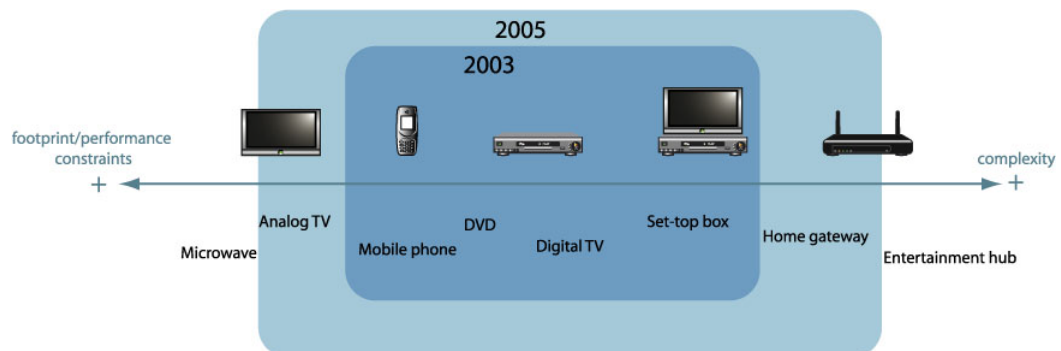 2005
2003
footprint/performance
constraints
complexity
+
+
Analog TV
DVD
Set-top box
Mobile phone
Digital TV
Home gateway
Microwave
Entertainment hub